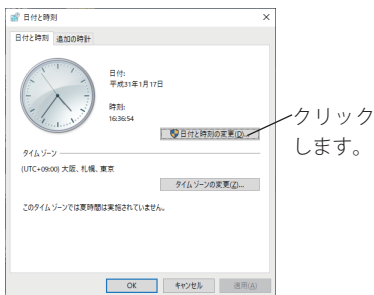 日付と時刻
日付と時刻 追加の時計
日付:
平成31年1月17日
時刻:
16:36:54
日付と時刻の変更(D)...
クリック
します。
タイム ゾーン
(UTC+09:00) 大阪、札幌、東京
タイム ゾーンの変更(Z)...
このタイム ゾーンでは夏時間は実施されていません。
OK キャンセル 適用(A)